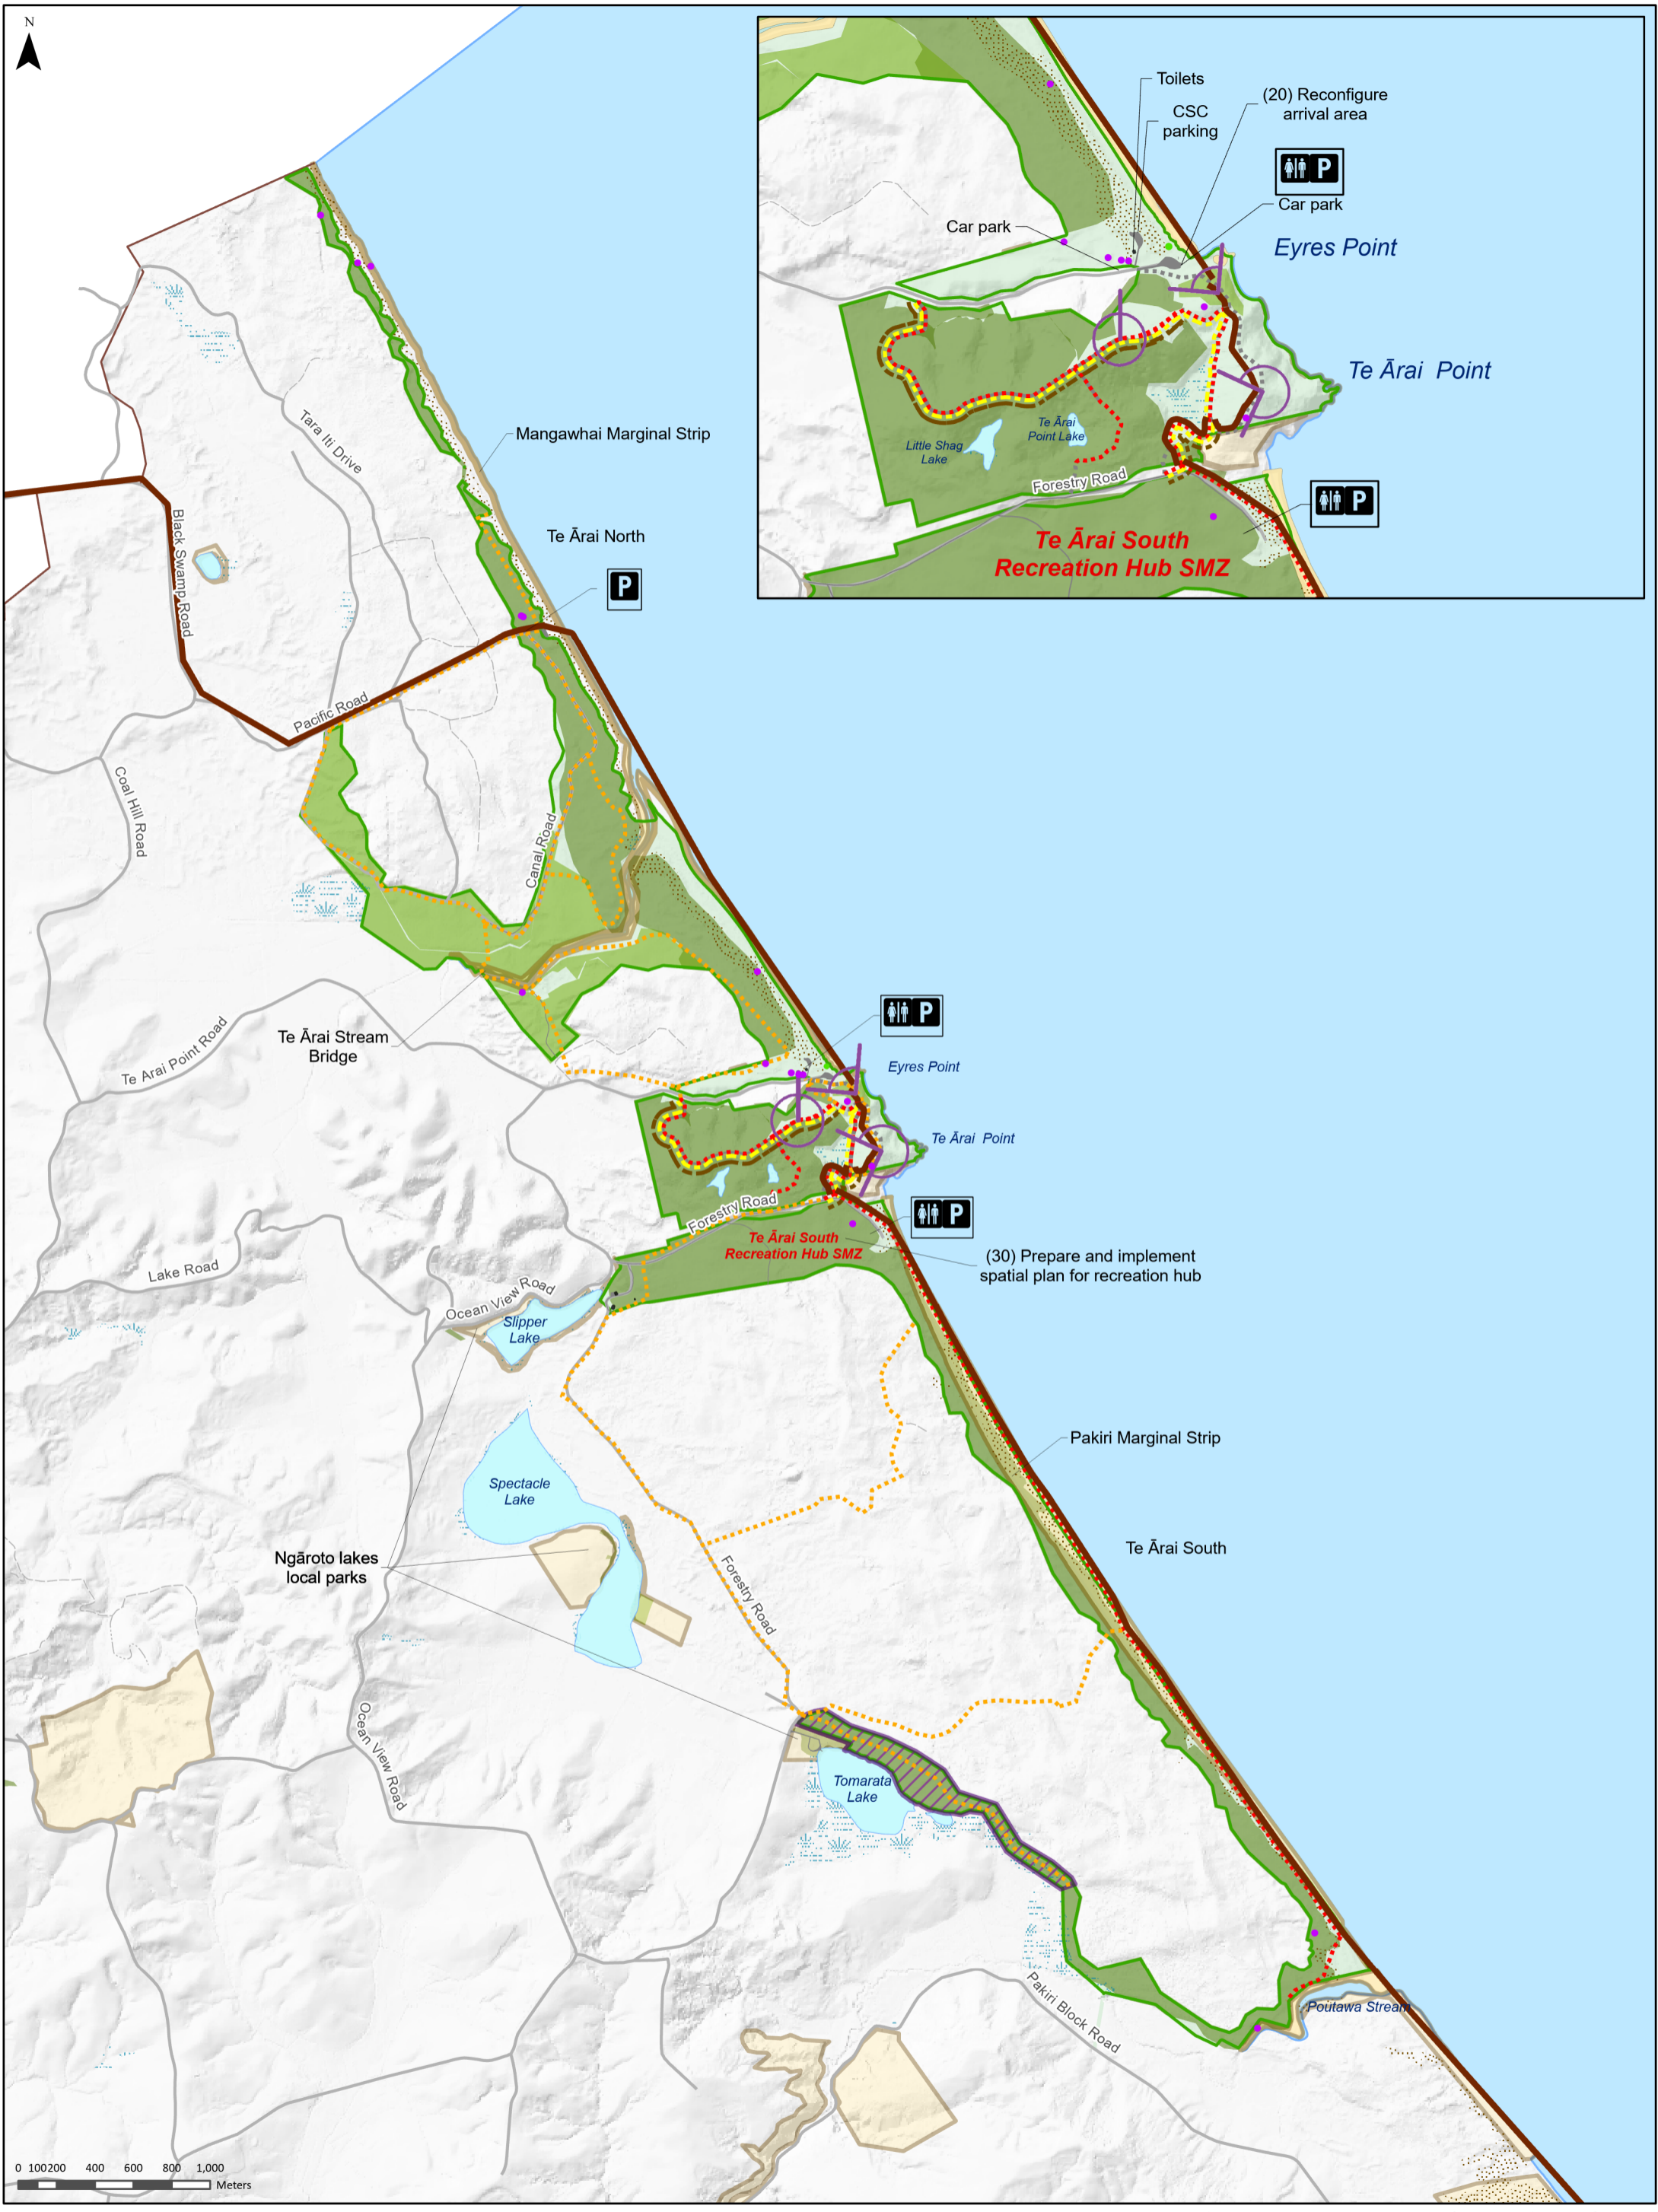 N
Toilets
CSC
parking
(20) Reconfigure
arrival area
P
Car park
Car park
Eyres Point
Te Ārai Point
Little Shag
Lake
Te Ārai
Point Lake
Forestry Road
P
Te Ārai South
Recreation Hub SMZ
Tara Iti Drive
Mangawhai Marginal Strip
Te Ārai North
P
Black Swamp Road
Pacific Road
Coal Hill Road
Canal Road
Te Ārai Stream
Bridge
Te Arai Point Road
P
Eyres Point
Te Ārai Point
Forestry Road
P
Te Ārai South
Recreation Hub SMZ
(30) Prepare and implement
spatial plan for recreation hub
Lake Road
Ocean View Road
Slipper
Lake
Pakiri Marginal Strip
Spectacle
Lake
Te Ārai South
Ngāroto lakes
local parks
Forestry Road
Ocean View Road
Tomarata
Lake
Pakiri Block Road
Poutawa Stream
0 100 200 400 600 800 1,000
Meters